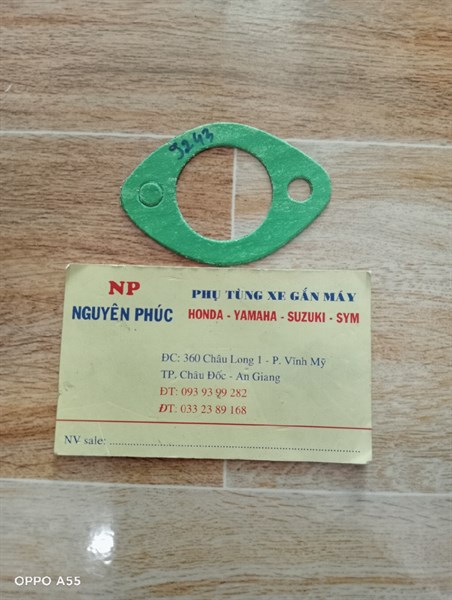 9243
NP
NGUYÊN PHÚC
PHỤ TÙNG XE GẮN MÁY
HONDA - YAMAHA - SUZUKI - SYM
ĐC: 360 Châu Long 1 - P. Vĩnh Mỹ
TP. Châu Đốc - An Giang
ĐT: 093 93 99 282
ĐT: 033 23 89 168
NV sale: ........................................................
OPPO A55